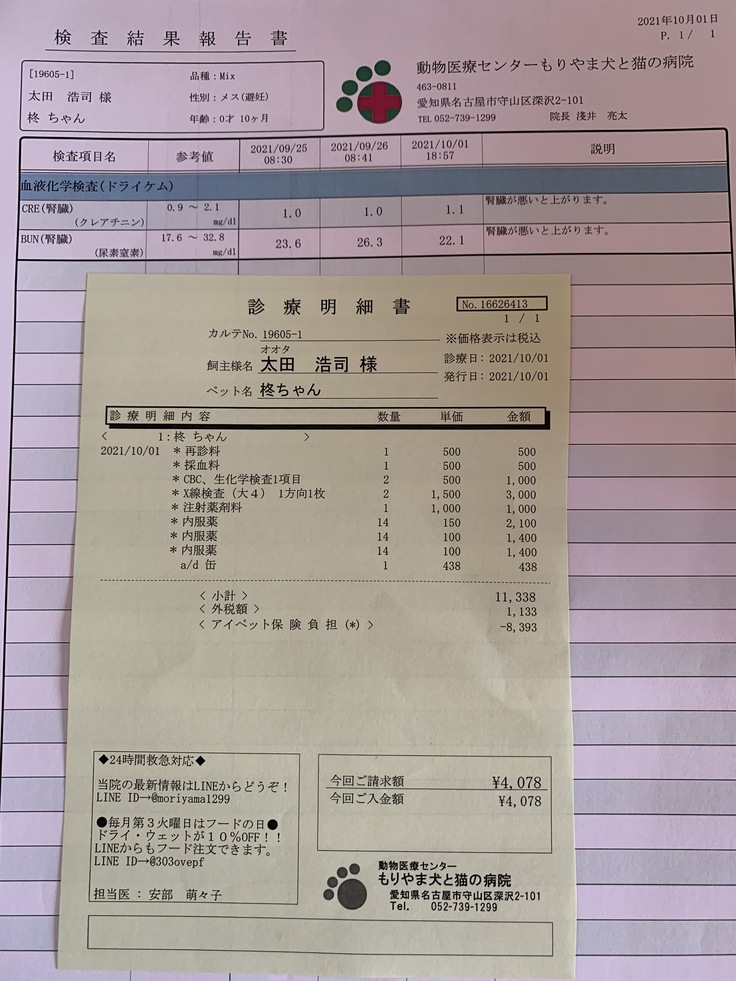 検査結果報告書
2021年10月01日
P. 1/ 1
[19605-1]
品種：Mix
太田 浩司 様
性別：メス(避妊)
柊 ちゃん
年齢：0才 10ヶ月
動物医療センターもりやま犬と猫の病院
463-0811
愛知県名古屋市守山区深沢2-101
TEL 052-739-1299 院長 淺井 亮太
検査項目名 参考値 2021/09/25 08:30 2021/09/26 08:41 2021/10/01 18:57 説明
血液化学検査(ドライケム)
CRE(腎臓) 0.9 ～ 2.1 1.0 1.0 1.1 腎臓が悪いと上がります。
(クレアチニン) mg/dl
BUN(腎臓) 17.6 ～ 32.8 23.6 26.3 22.1 腎臓が悪いと上がります。
(尿素窒素) mg/dl
診療明細書
No.16626413
1 / 1
カルテNo. 19605-1
※価格表示は税込
オオタ
飼主様名 太田 浩司 様
診療日：2021/10/01
発行日：2021/10/01
ペット名 柊ちゃん
診療明細内容 数量 単価 金額
< 1:柊 ちゃん >
2021/10/01 ＊再診料 1 500 500
＊採血料 1 500 500
＊CBC、生化学検査1項目 2 500 1,000
＊X線検査（大４） 1方向1枚 2 1,500 3,000
＊注射薬剤料 1 1,000 1,000
＊内服薬 14 150 2,100
＊内服薬 14 100 1,400
＊内服薬 14 100 1,400
a/d 缶 1 438 438
< 小計 > 11,338
< 外税額 > 1,133
< アイペット保 険 負 担 (*) > -8,393
◆24時間救急対応◆
当院の最新情報はLINEからどうぞ！
LINE ID→@moriyama1299
●毎月第３火曜日はフードの日●
ドライ・ウェットが１０％OFF！！
LINEからもフード注文できます。
LINE ID→@303ovepf
担当医：安部 萌々子
今回ご請求額 ¥4,078
今回ご入金額 ¥4,078
動物医療センター
もりやま犬と猫の病院
愛知県名古屋市守山区深沢2-101
Tel. 052-739-1299